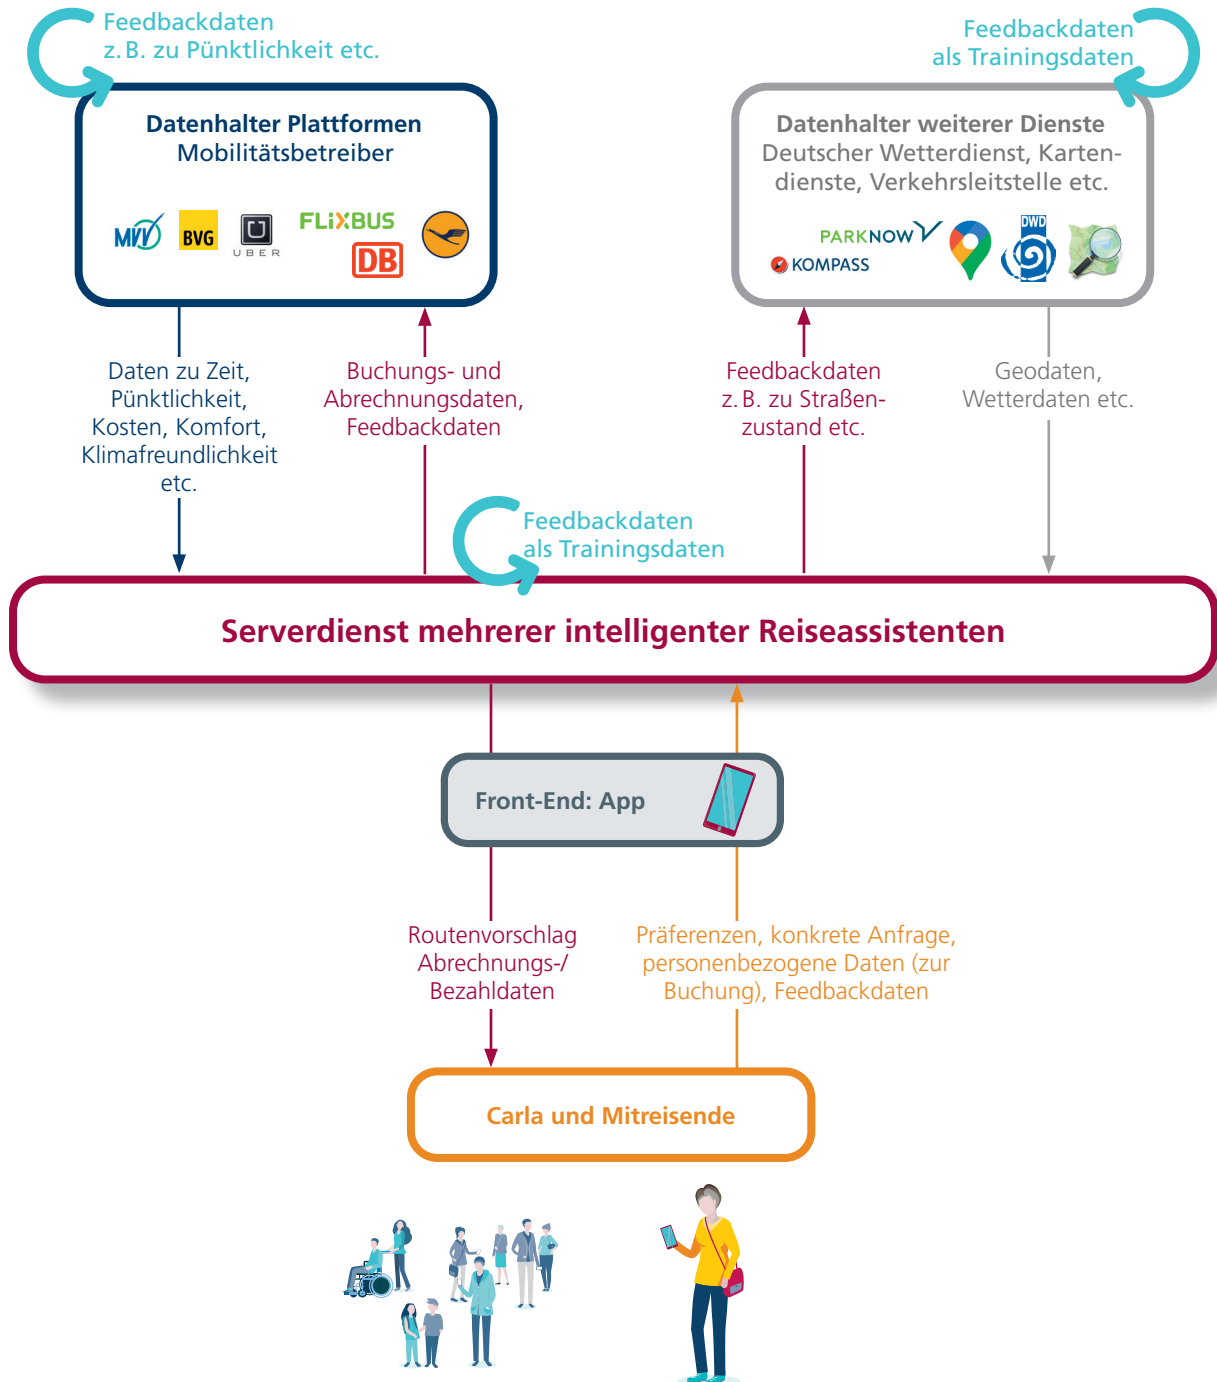 Feedbackdaten
z. B. zu Pünktlichkeit etc.
Feedbackdaten
als Trainingsdaten
Datenhalter Plattformen
Mobilitätsbetreiber
MVV
BVG
UBER
FLiXBUS
DB
Datenhalter weiterer Dienste
Deutscher Wetterdienst, Karten-
dienste, Verkehrsleitstelle etc.
PARKNOW
KOMPASS
DWD
Daten zu Zeit,
Pünktlichkeit,
Kosten, Komfort,
Klimafreundlichkeit
etc.
Buchungs- und
Abrechnungsdaten,
Feedbackdaten
Feedbackdaten
z. B. zu Straßen-
zustand etc.
Geodaten,
Wetterdaten etc.
Feedbackdaten
als Trainingsdaten
Serverdienst mehrerer intelligenter Reiseassistenten
Front-End: App
Routenvorschlag
Abrechnungs-/
Bezahldaten
Präferenzen, konkrete Anfrage,
personenbezogene Daten (zur
Buchung), Feedbackdaten
Carla und Mitreisende